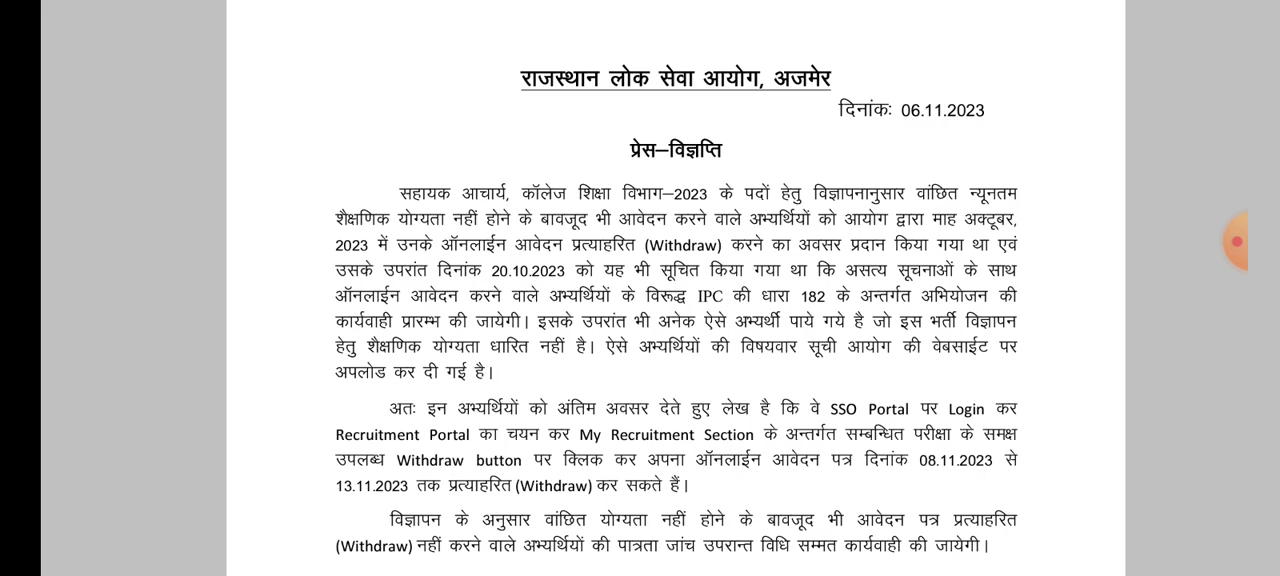 राजस्थान लोक सेवा आयोग, अजमेर
दिनांकः 06.11.2023
प्रेस–विज्ञप्ति
सहायक आचार्य, कॉलेज शिक्षा विभाग–2023 के पदों हेतु विज्ञापनानुसार वांछित न्यूनतम
शैक्षणिक योग्यता नहीं होने के बावजूद भी आवेदन करने वाले अभ्यर्थियों को आयोग द्वारा माह अक्टूबर,
2023 में उनके ऑनलाईन आवेदन प्रत्याहरित (Withdraw) करने का अवसर प्रदान किया गया था एवं
उसके उपरांत दिनांक 20.10.2023 को यह भी सूचित किया गया था कि असत्य सूचनाओं के साथ
ऑनलाईन आवेदन करने वाले अभ्यर्थियों के विरूद्ध IPC की धारा 182 के अन्तर्गत अभियोजन की
कार्यवाही प्रारम्भ की जायेगी। इसके उपरांत भी अनेक ऐसे अभ्यर्थी पाये गये है जो इस भर्ती विज्ञापन
हेतु शैक्षणिक योग्यता धारित नहीं है। ऐसे अभ्यर्थियों की विषयवार सूची आयोग की वेबसाईट पर
अपलोड कर दी गई है।
अतः इन अभ्यर्थियों को अंतिम अवसर देते हुए लेख है कि वे SSO Portal पर Login कर
Recruitment Portal का चयन कर My Recruitment Section के अन्तर्गत सम्बन्धित परीक्षा के समक्ष
उपलब्ध Withdraw button पर क्लिक कर अपना ऑनलाईन आवेदन पत्र दिनांक 08.11.2023 से
13.11.2023 तक प्रत्याहरित (Withdraw) कर सकते हैं।
विज्ञापन के अनुसार वांछित योग्यता नहीं होने के बावजूद भी आवेदन पत्र प्रत्याहरित
(Withdraw) नहीं करने वाले अभ्यर्थियों की पात्रता जांच उपरान्त विधि सम्मत कार्यवाही की जायेगी।